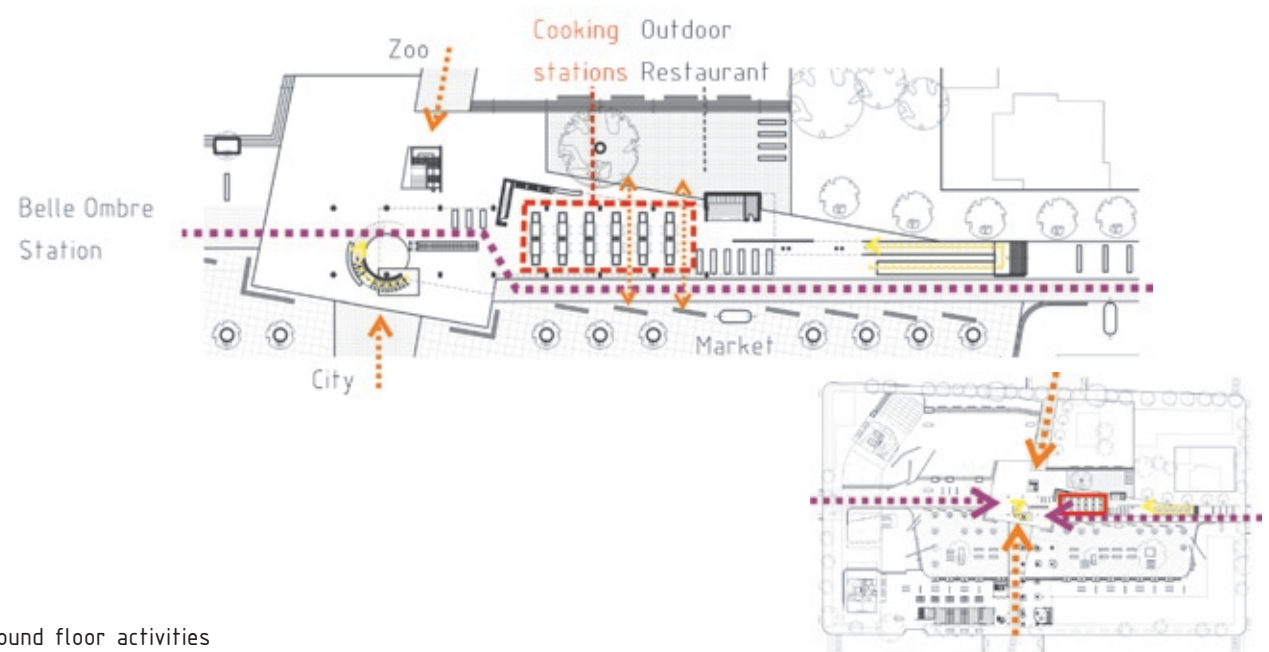 Cooking Outdoor
stations Restaurant
Zoo
Belle Ombre
Station
Market
City
ound floor activities